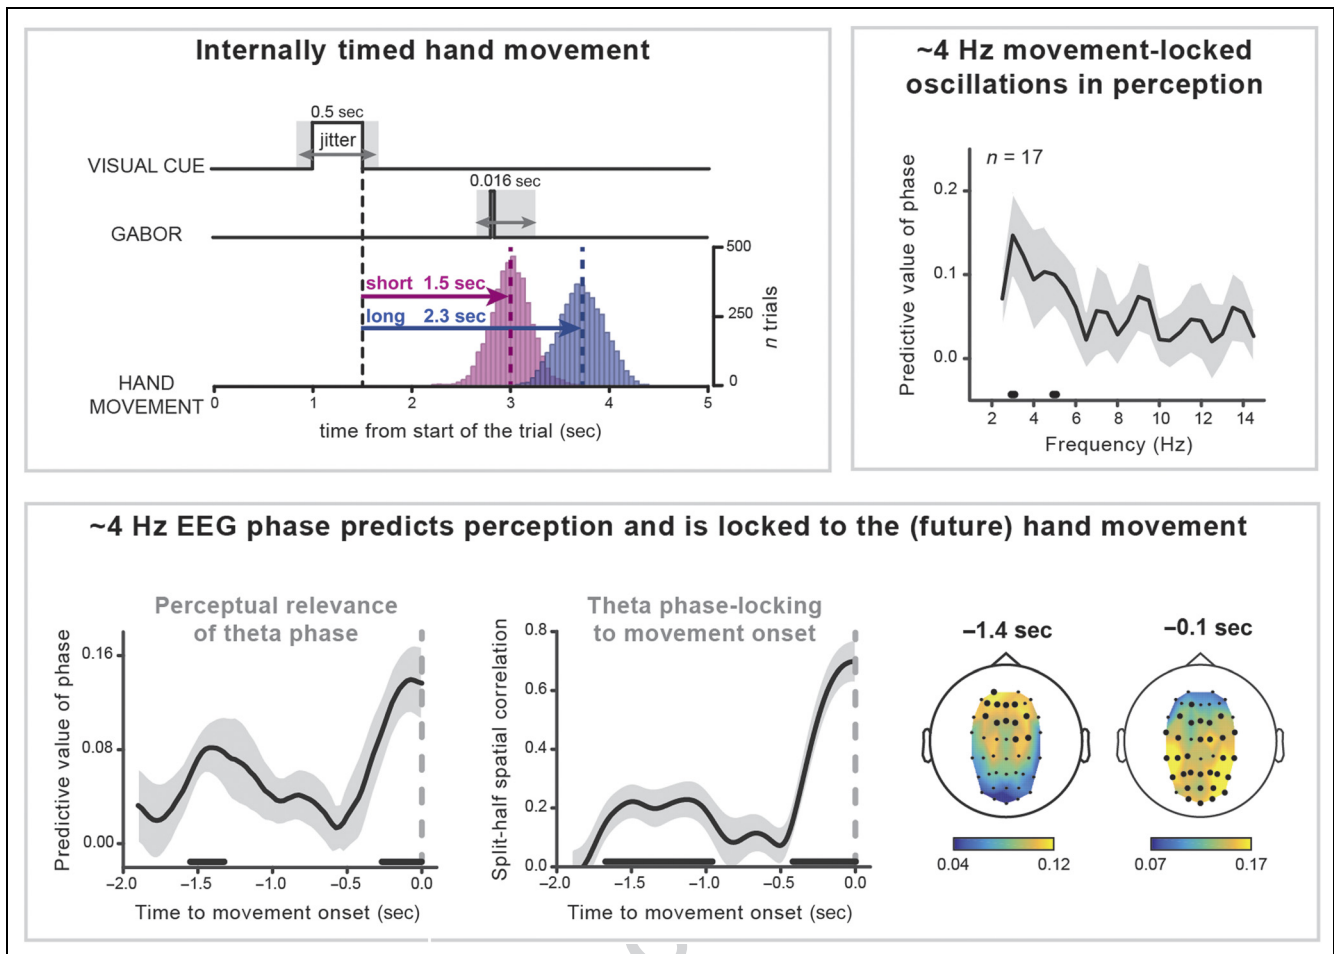 Internally timed hand movement
0.5 sec
jitter
VISUAL CUE
0.016 sec
GABOR
500
short 1.5 sec
250
long 2.3 sec
n trials
0
HAND
MOVEMENT
0 1 2 3 4 5
time from start of the trial (sec)
~4 Hz movement-locked
oscillations in perception
n = 17
0.2
0.1
0.0
Predictive value of phase
2 4 6 8 10 12 14
Frequency (Hz)
~4 Hz EEG phase predicts perception and is locked to the (future) hand movement
Perceptual relevance
of theta phase
0.16
0.08
0.00
Predictive value of phase
−2.0 −1.5 −1.0 −0.5 0.0
Time to movement onset (sec)
Theta phase-locking
to movement onset
0.8
0.6
0.4
0.2
0.0
Split-half spatial correlation
−2.0 −1.5 −1.0 −0.5 0.0
Time to movement onset (sec)
−1.4 sec
0.04 0.12
−0.1 sec
0.07 0.17